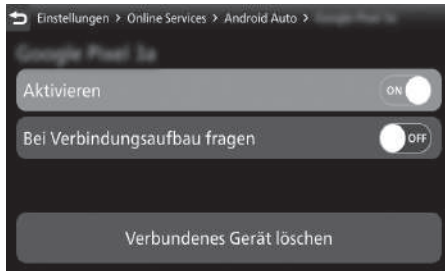 Einstellungen > Online Services > Android Auto >
Aktivieren
ON
Bei Verbindungsaufbau fragen
OFF
Verbundenes Gerät löschen